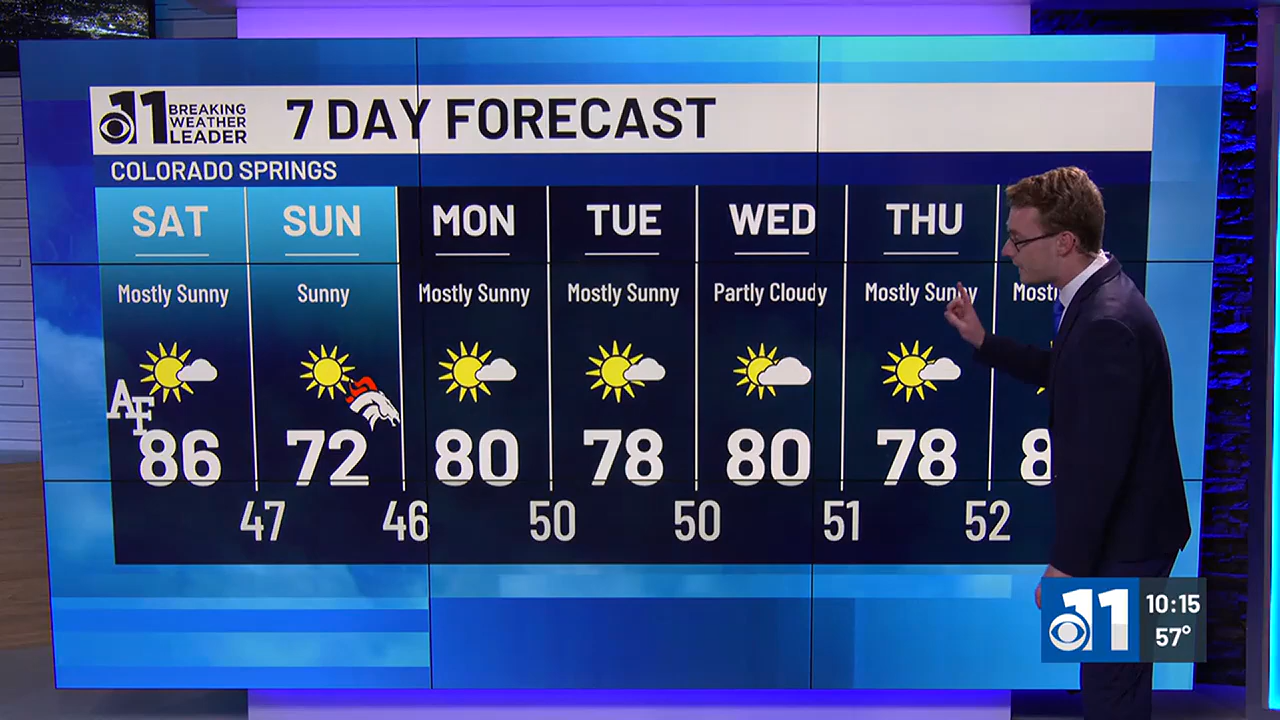 11 BREAKING
WEATHER
LEADER
7 DAY FORECAST
COLORADO SPRINGS
SAT SUN MON TUE WED THU
Mostly Sunny Sunny Mostly Sunny Mostly Sunny Partly Cloudy Mostly Sunny
AF
86 72 80 78 80 78 8
47 46 50 50 51 52
11 10:15
57°